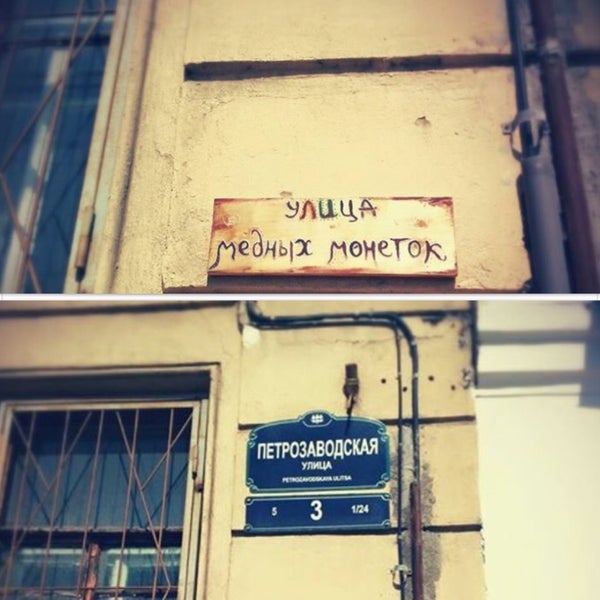 улица
медных монеток
ПЕТРОЗАВОДСКАЯ
УЛИЦА
PETROZAVODSKAYA ULITSA
5 3 1/24